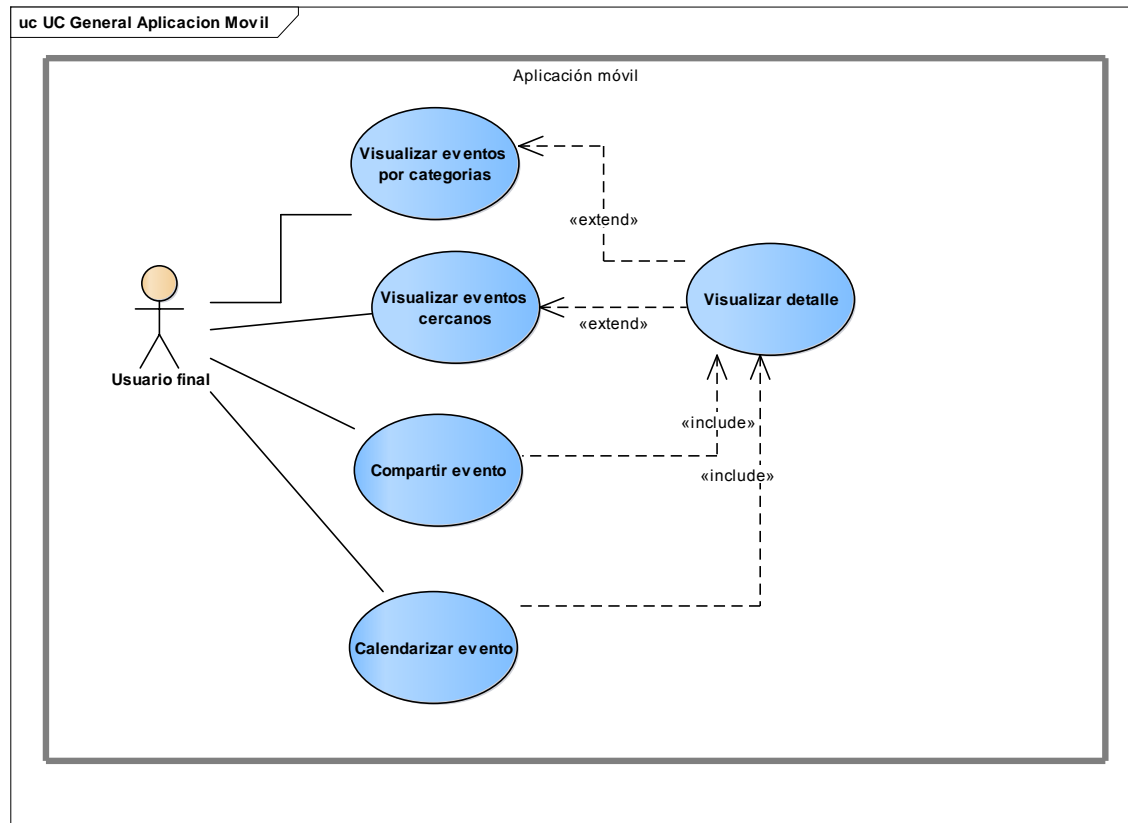 uc UC General Aplicacion Movil
Aplicación móvil
Visualizar eventos
por categorias
«extend»
Visualizar eventos
cercanos
«extend»
Visualizar detalle
Usuario final
«include»
Compartir evento
«include»
Calendarizar evento